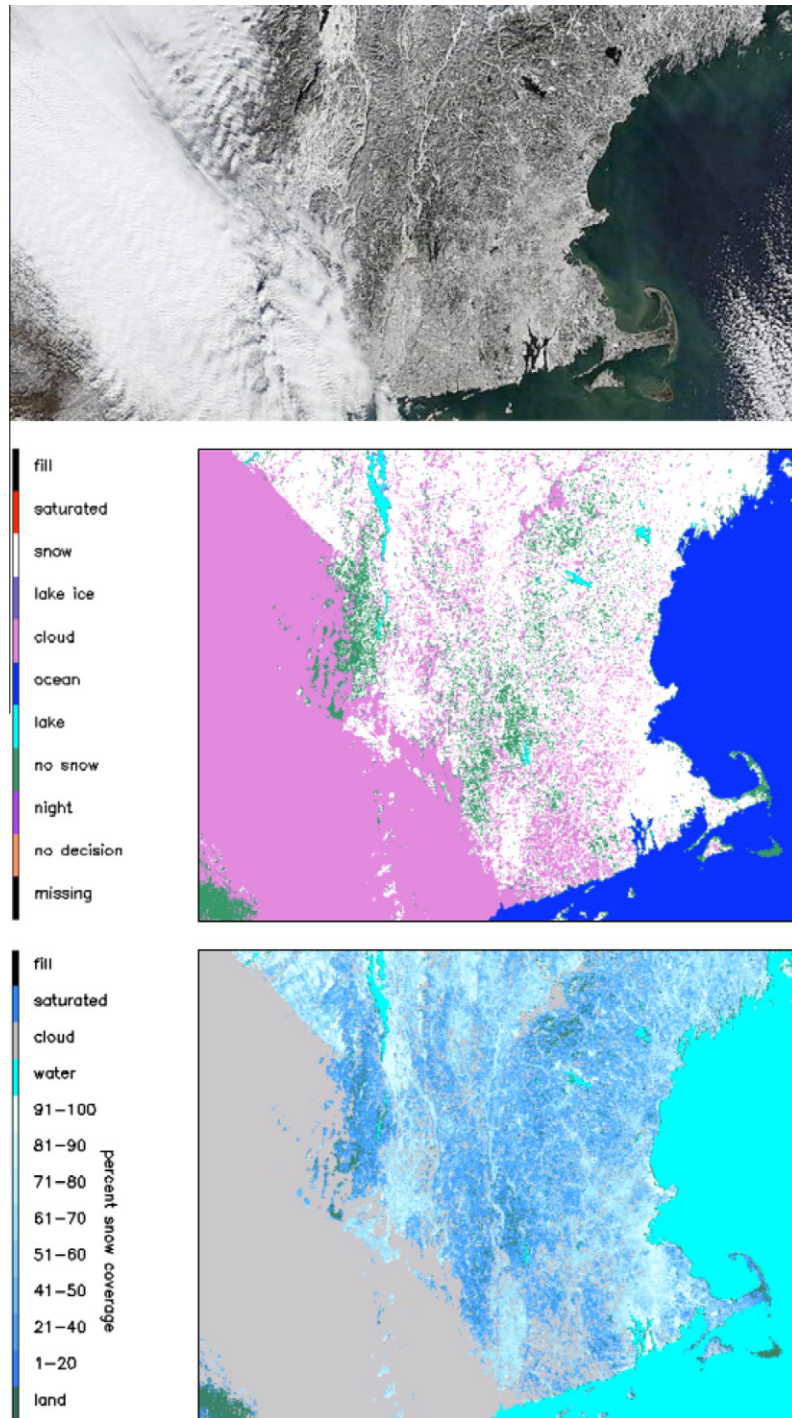 fill
saturated
snow
lake ice
cloud
ocean
lake
no snow
night
no decision
missing
fill
saturated
cloud
water
91-100
81-90
71-80
61-70
51-60
41-50
21-40
1-20
land
percent snow coverage